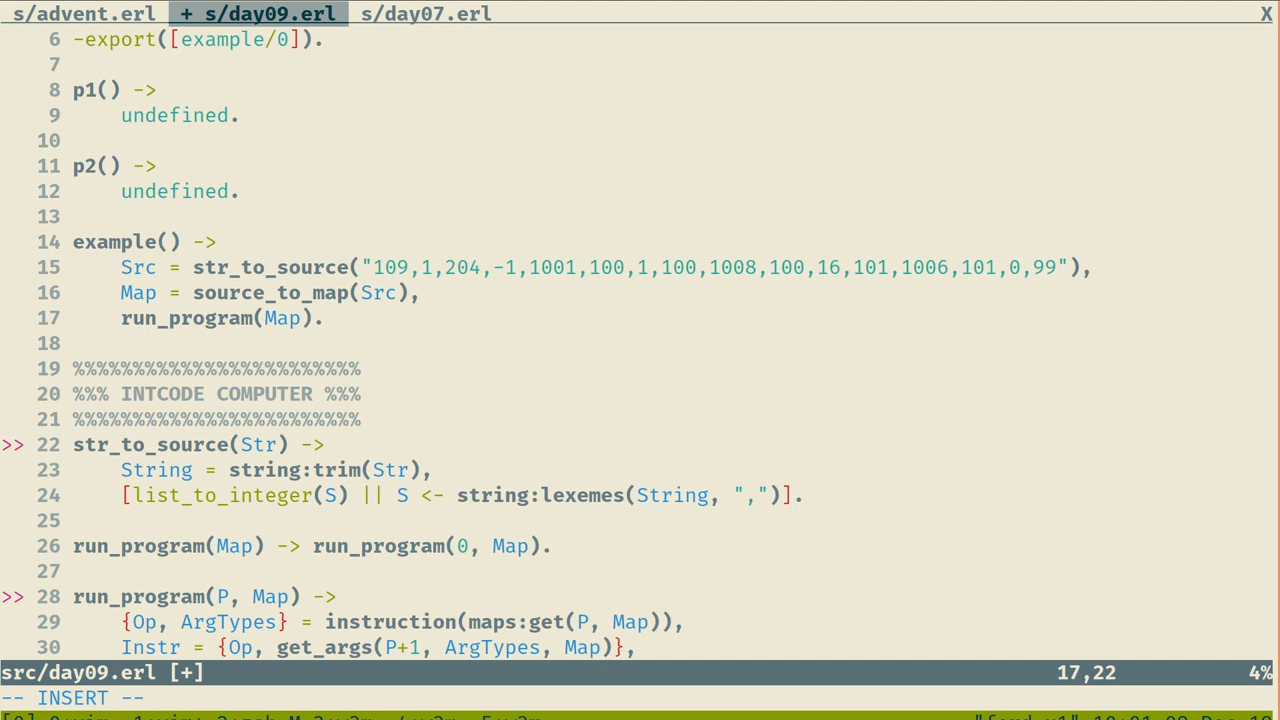 s/advent.erl + s/day09.erl s/day07.erl X
6 -export([example/0]).
7
8 p1() ->
9 undefined.
10
11 p2() ->
12 undefined.
13
14 example() ->
15 Src = str_to_source("109,1,204,-1,1001,100,1,100,1008,100,16,101,1006,101,0,99"),
16 Map = source_to_map(Src),
17 run_program(Map).
18
19 %%%%%%%%%%%%%%%%%%%%%%%%
20 %%% INTCODE COMPUTER %%%
21 %%%%%%%%%%%%%%%%%%%%%%%%
>> 22 str_to_source(Str) ->
23 String = string:trim(Str),
24 [list_to_integer(S) || S <- string:lexemes(String, ",")].
25
26 run_program(Map) -> run_program(0, Map).
27
>> 28 run_program(P, Map) ->
29 {Op, ArgTypes} = instruction(maps:get(P, Map)),
30 Instr = {Op, get_args(P+1, ArgTypes, Map)},
src/day09.erl [+] 17,22 4%
-- INSERT --